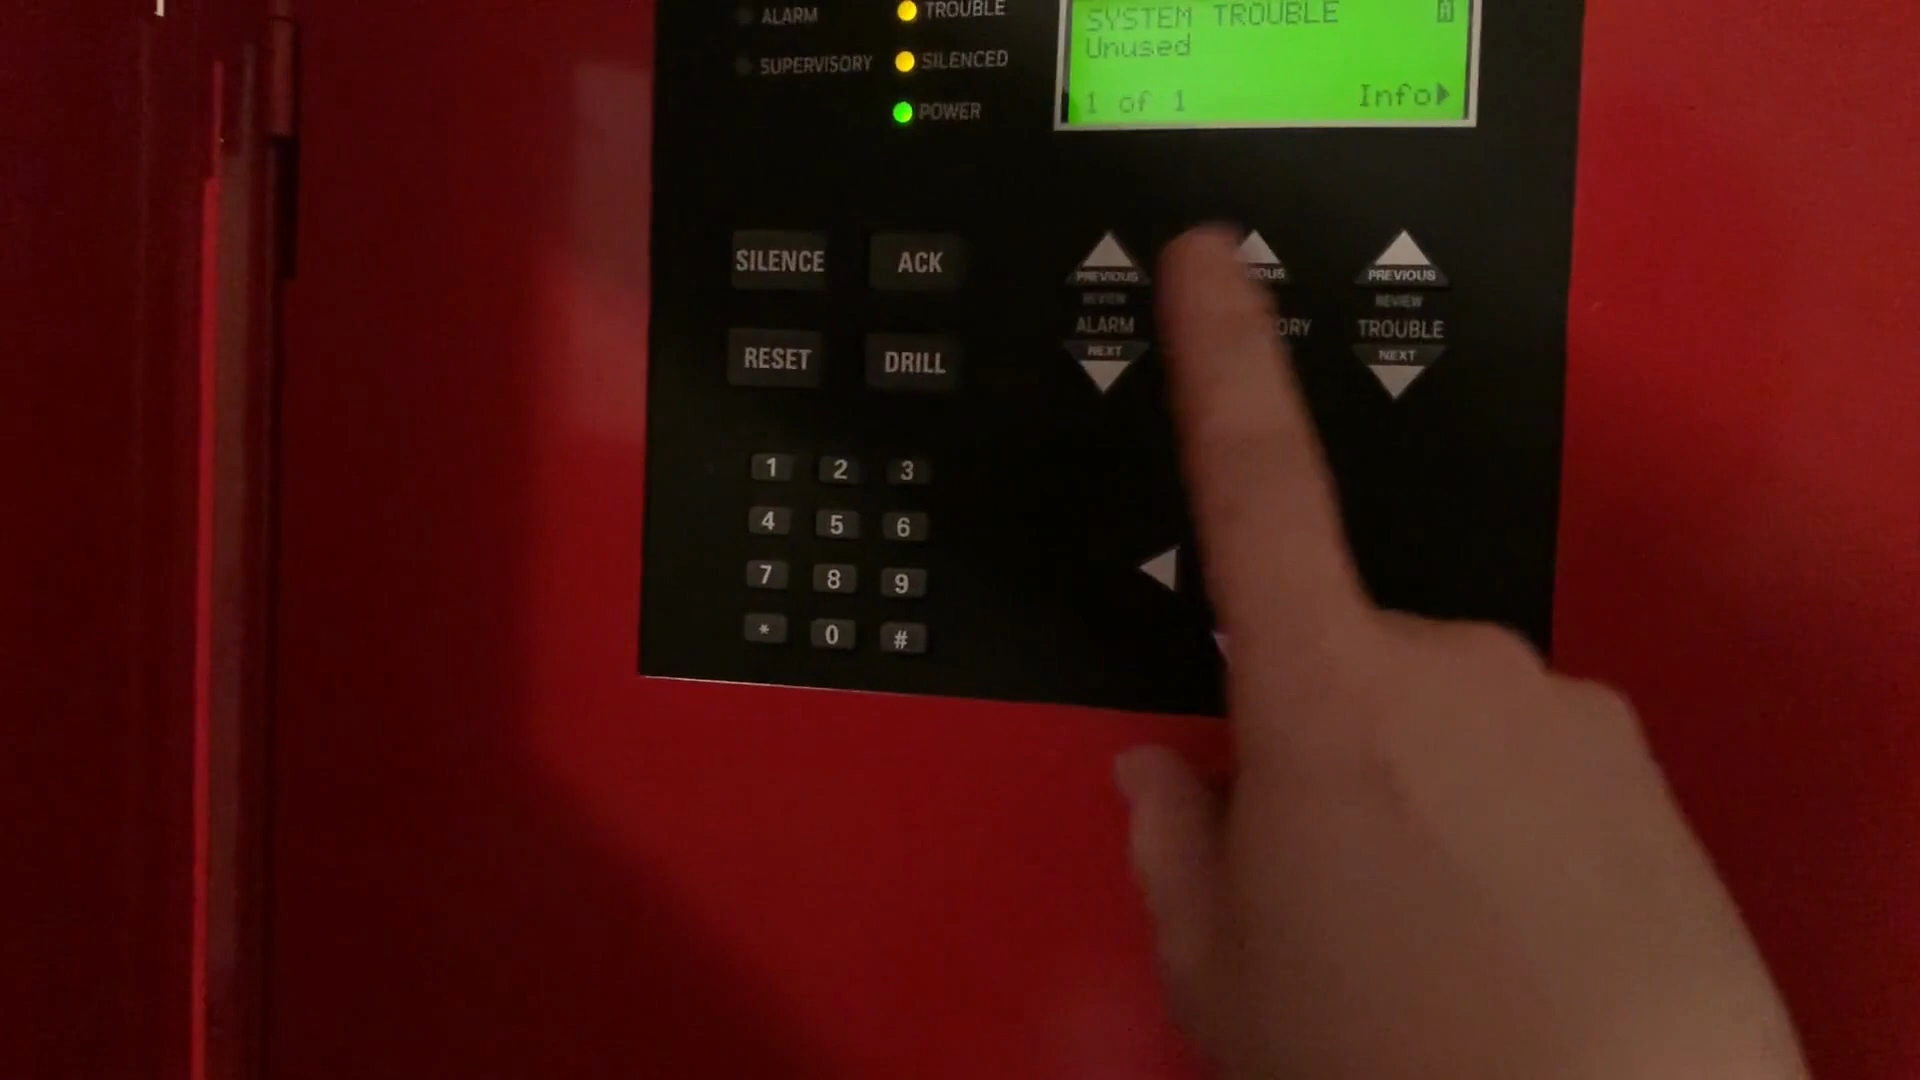 ALARM
TROUBLE
SUPERVISORY
SILENCED
POWER
SYSTEM TROUBLE
Unused
1 of 1 Info
SILENCE ACK
RESET DRILL
PREVIOUS
REVIEW
ALARM
NEXT
PREVIOUS
REVIEW
TROUBLE
NEXT
1 2 3
4 5 6
7 8 9
* 0 #